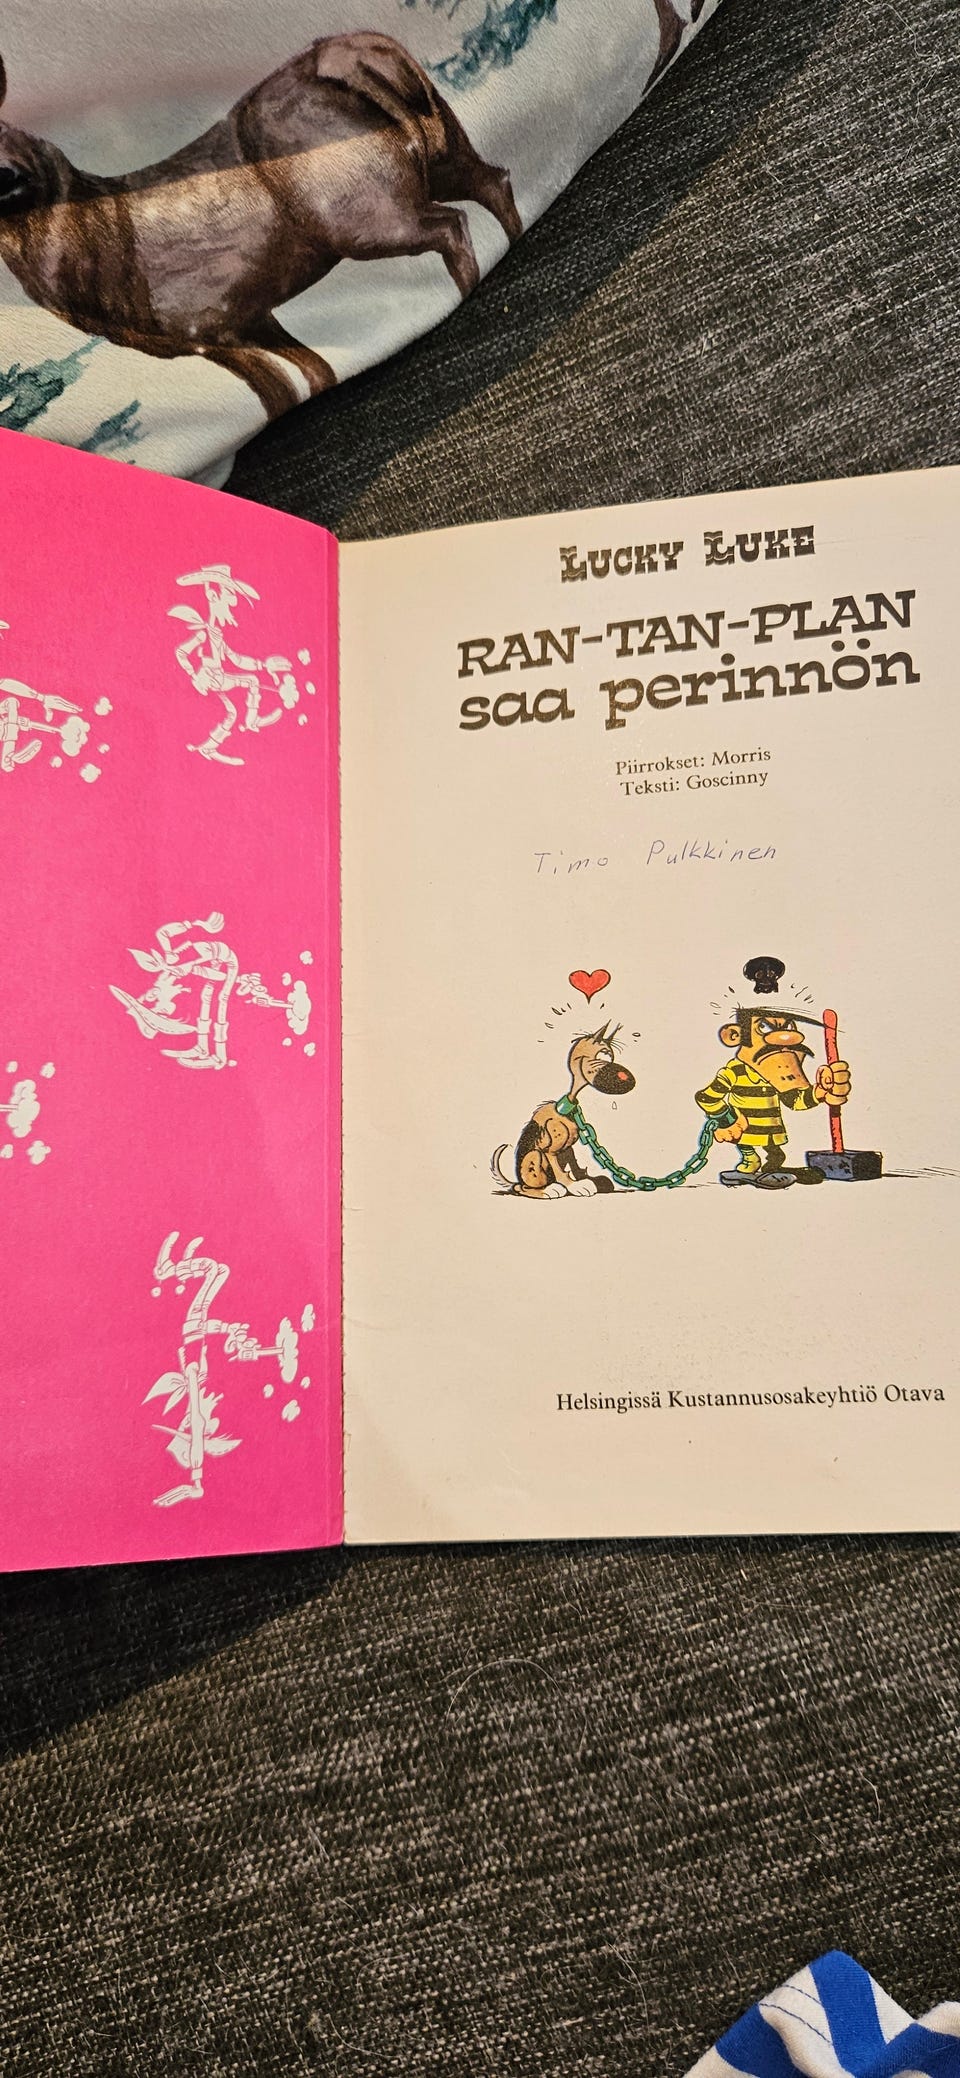 Lucky Luke
RAN-TAN-PLAN
saa perinnön
Piirrokset: Morris
Teksti: Goscinny
Timo Pulkkinen
Helsingissä Kustannusosakeyhtiö Otava